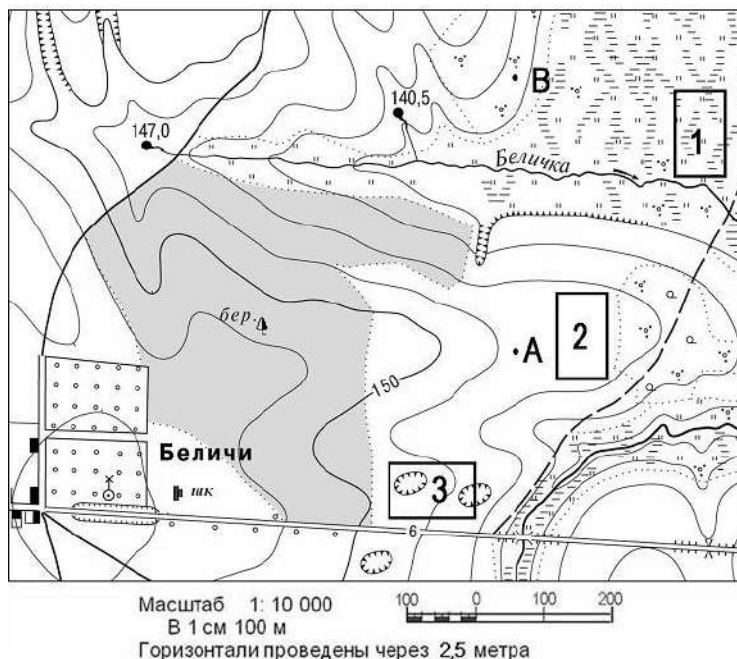 B
140,5
147,0
1
Беличка
бер.
2
А
150
Беличи
3
шк
6
Масштаб 1: 10 000
100 0 100 200
В 1 см 100 м
Горизонтали проведены через 2,5 метра